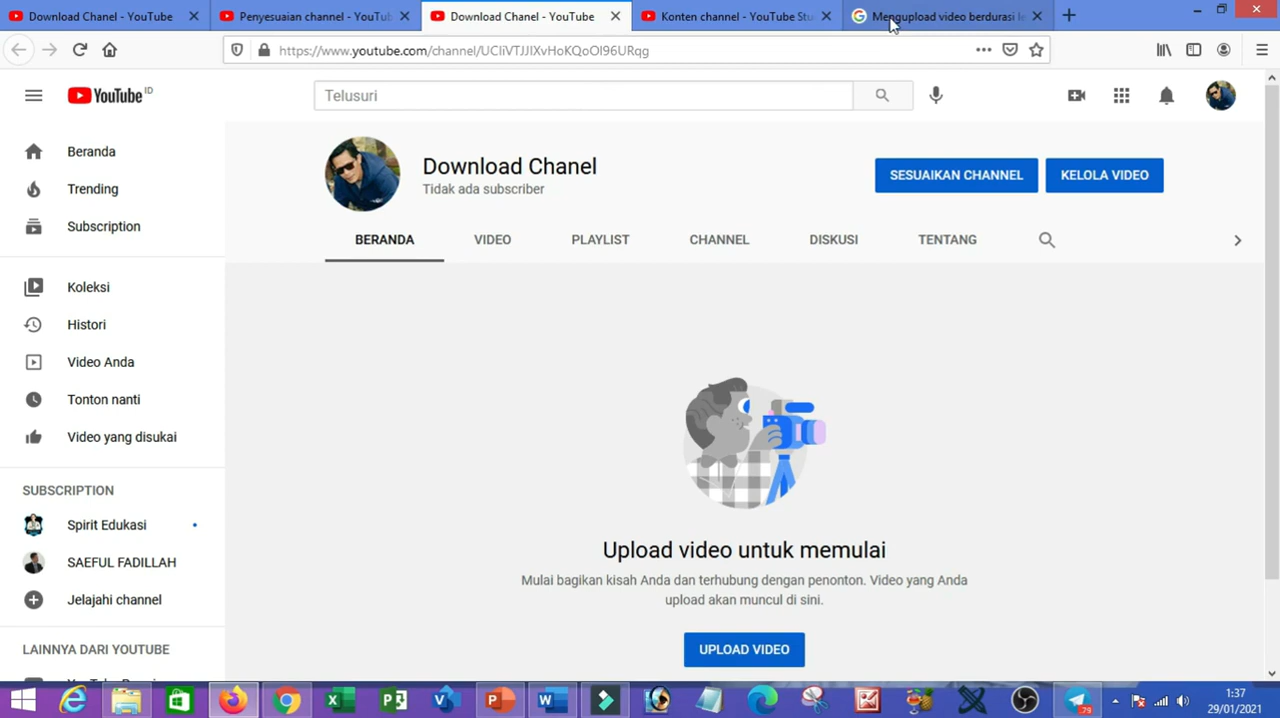 Download Chanel - YouTube
Penyesuaian channel - YouTub
Download Chanel - YouTube
Konten channel - YouTube Stu
Mengupload video berdurasi le
https://www.youtube.com/channel/UCIiVTJJIXvHoKQoOI96URqg
YouTube ID
Telusuri
Beranda
Trending
Subscription
Koleksi
Histori
Video Anda
Tonton nanti
Video yang disukai
SUBSCRIPTION
Spirit Edukasi
SAEFUL FADILLAH
Jelajahi channel
LAINNYA DARI YOUTUBE
Download Chanel
Tidak ada subscriber
SESUAIKAN CHANNEL
KELOLA VIDEO
BERANDA
VIDEO
PLAYLIST
CHANNEL
DISKUSI
TENTANG
Upload video untuk memulai
Mulai bagikan kisah Anda dan terhubung dengan penonton. Video yang Anda
upload akan muncul di sini.
UPLOAD VIDEO
79
1:37
29/01/2021